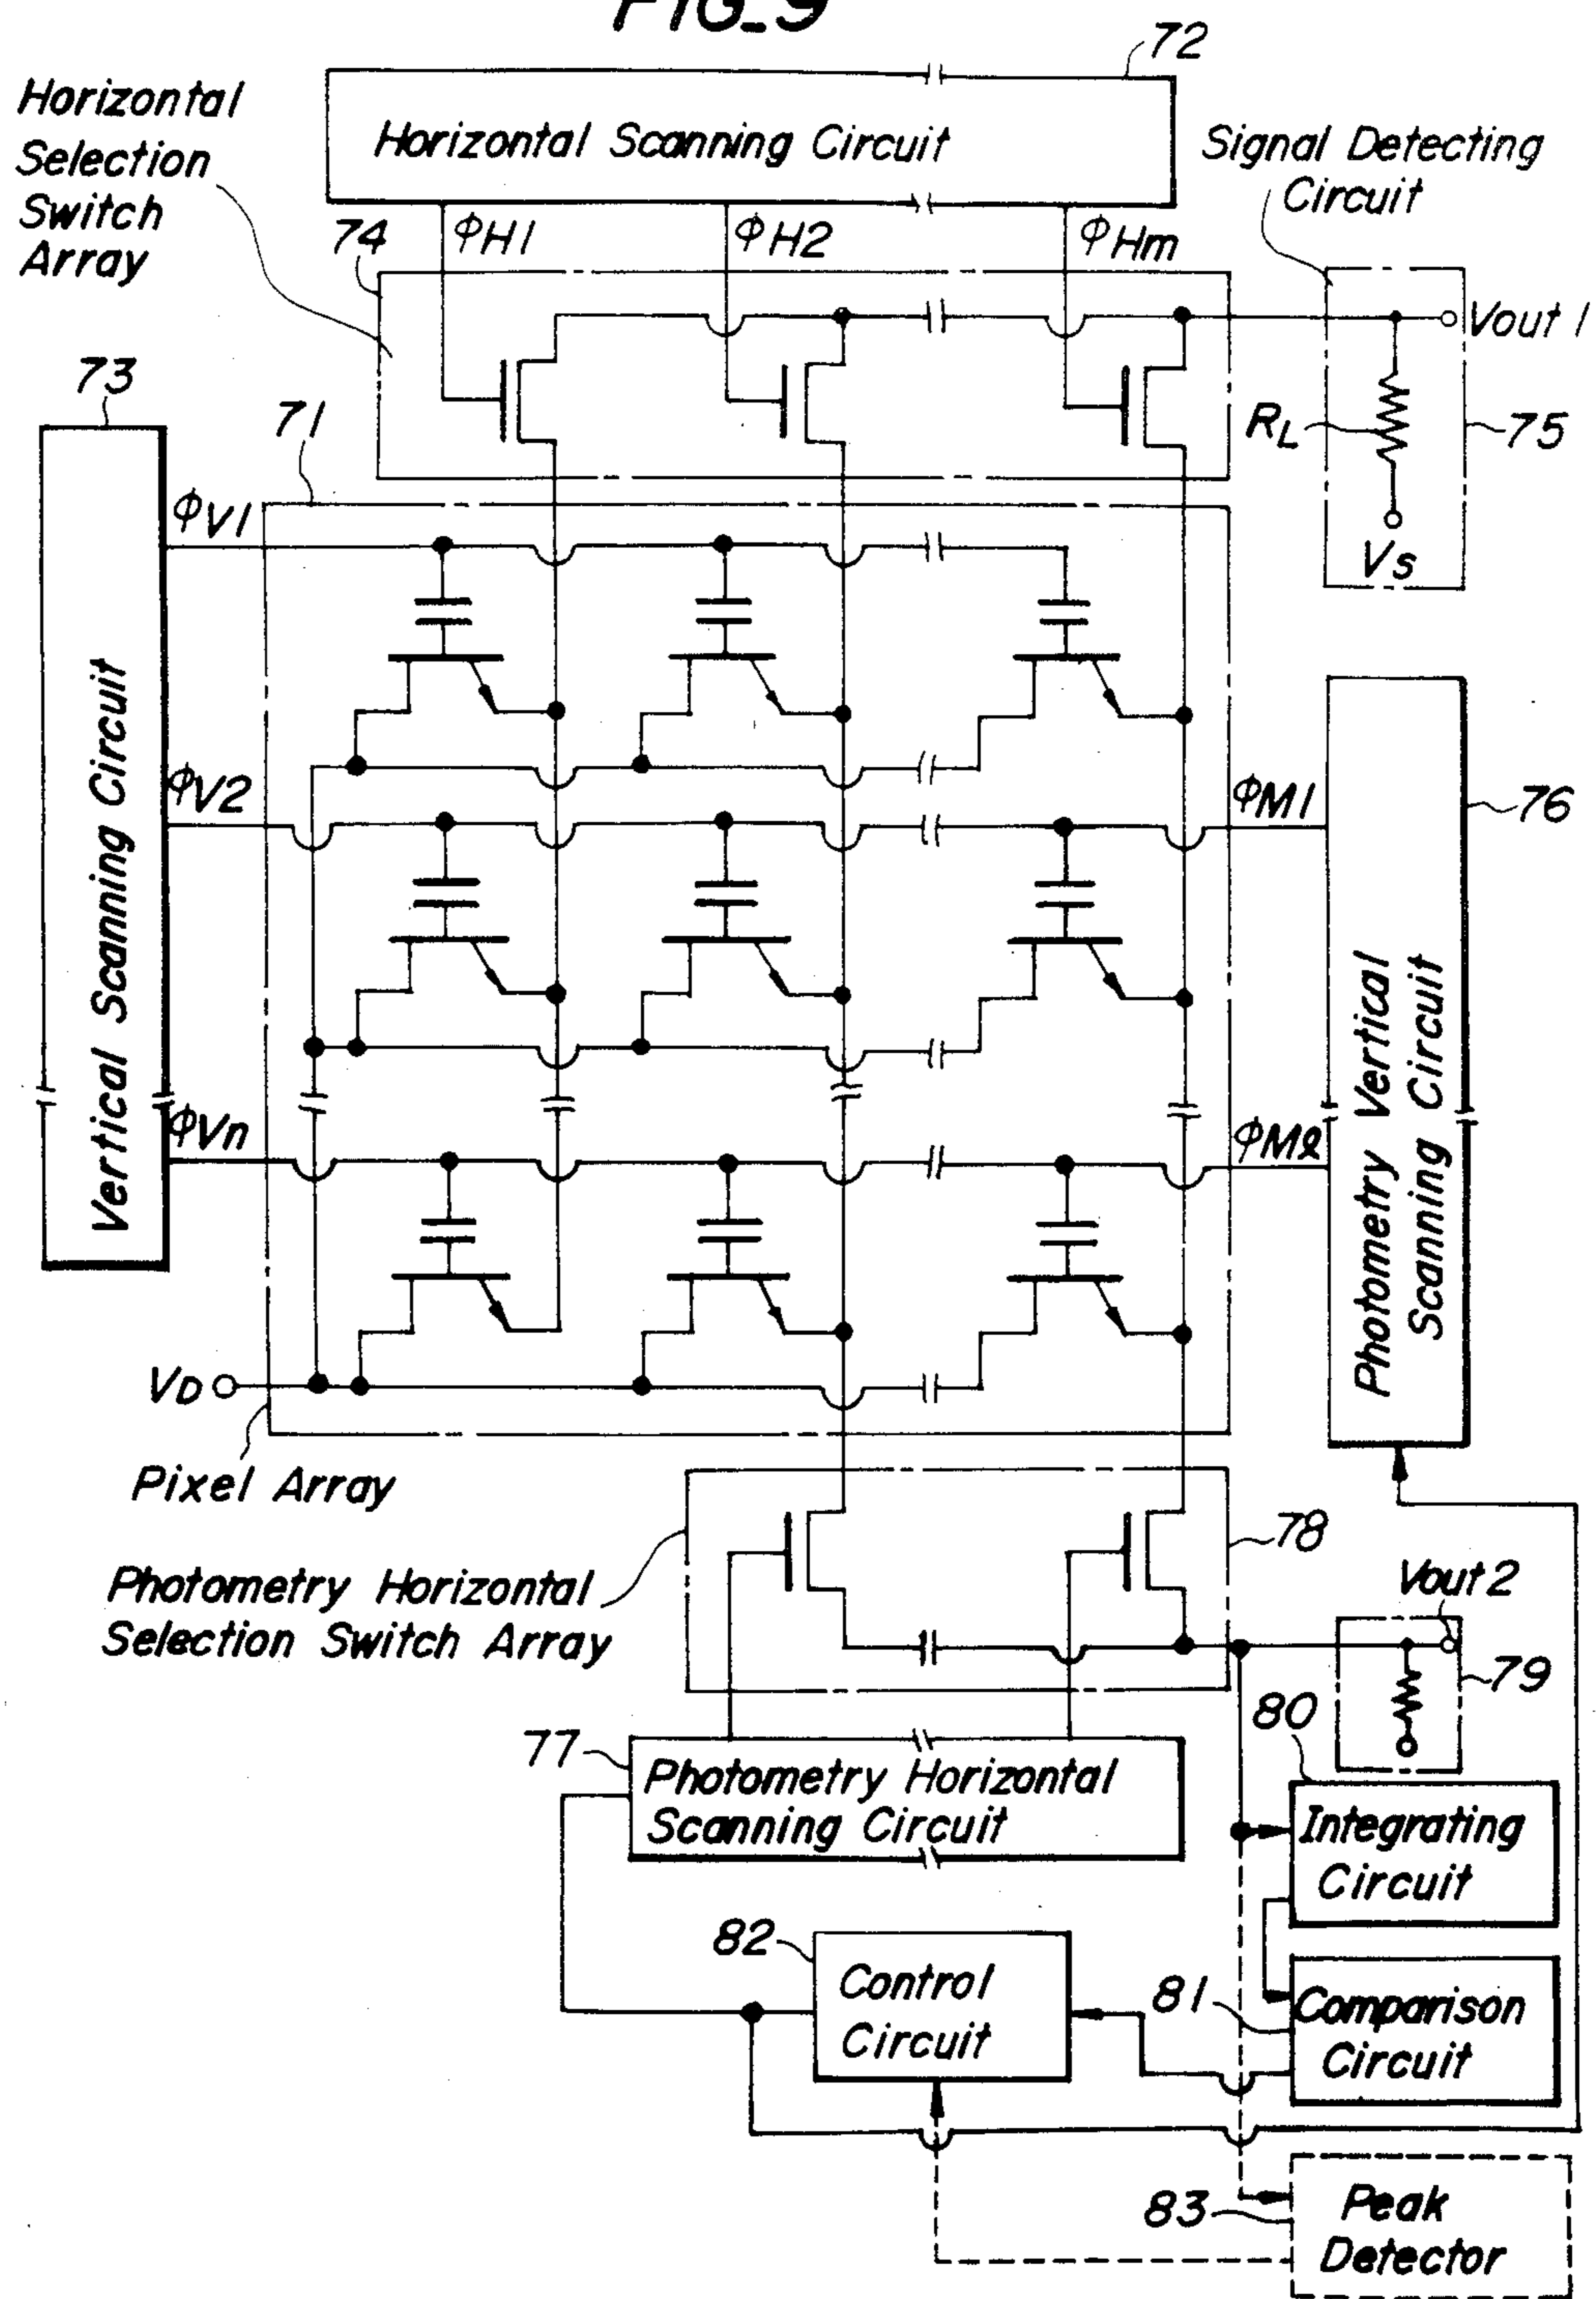 FIG_9
72
Horizontal
Selection
Switch
Array
Horizontal Scanning Circuit
Signal Detecting
Circuit
74
ΦH1
ΦH2
ΦHm
Vout 1
73
71
RL
75
Vs
ΦV1
Vertical Scanning Circuit
ΦV2
ΦM1
76
Photometry Vertical
Scanning Circuit
ΦVn
ΦMℓ
VD
Pixel Array
78
Photometry Horizontal
Selection Switch Array
Vout 2
79
77
Photometry Horizontal
Scanning Circuit
80
Integrating
Circuit
82
Control
Circuit
81
Comparison
Circuit
83
Peak
Detector